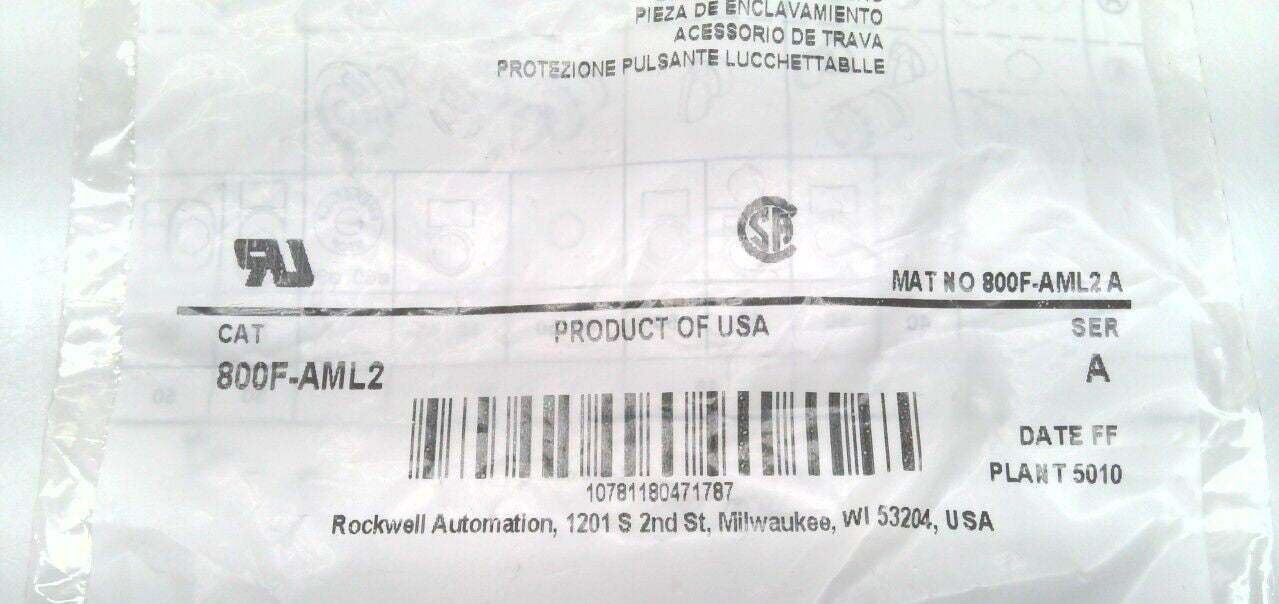 PIEZA DE ENCLAVAMIENTO
ACESSORIO DE TRAVA
PROTEZIONE PULSANTE LUCCHETTABLLE
MAT NO 800F-AML2 A
CAT
PRODUCT OF USA
SER
800F-AML2
A
DATE FF
PLANT 5010
10781180471787
Rockwell Automation, 1201 S 2nd St, Milwaukee, WI 53204, USA